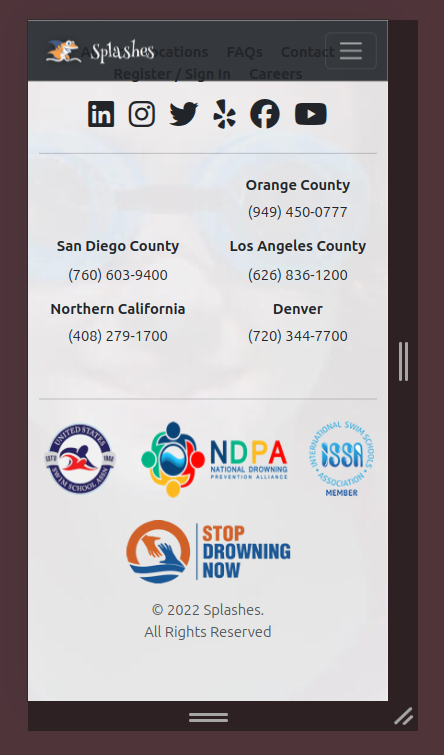 Splashes
Locations FAQs Contact
Register / Sign In Careers
Orange County
(949) 450-0777
San Diego County
(760) 603-9400
Los Angeles County
(626) 836-1200
Northern California
(408) 279-1700
Denver
(720) 344-7700
UNITED STATES
ESTD 1988
SWIM SCHOOL ASSN
NDPA
NATIONAL DROWNING
PREVENTION ALLIANCE
INTERNATIONAL SWIM SCHOOLS
ISSA
ASSOCIATION
MEMBER
STOP
DROWNING
NOW
© 2022 Splashes.
All Rights Reserved